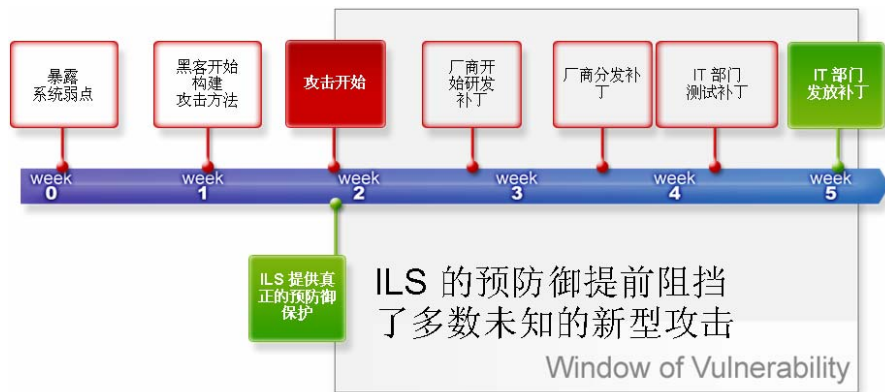 暴露
系统弱点
黑客开始
构建
攻击方法
攻击开始
厂商开
始研发
补丁
厂商分发补
丁
IT 部门
测试补丁
IT 部门
发放补丁
week
0
week
1
week
2
week
3
week
4
week
5
ILS 提供真
正的预防御
保护
ILS 的预防御提前阻挡
了多数未知的新型攻击
Window of Vulnerability